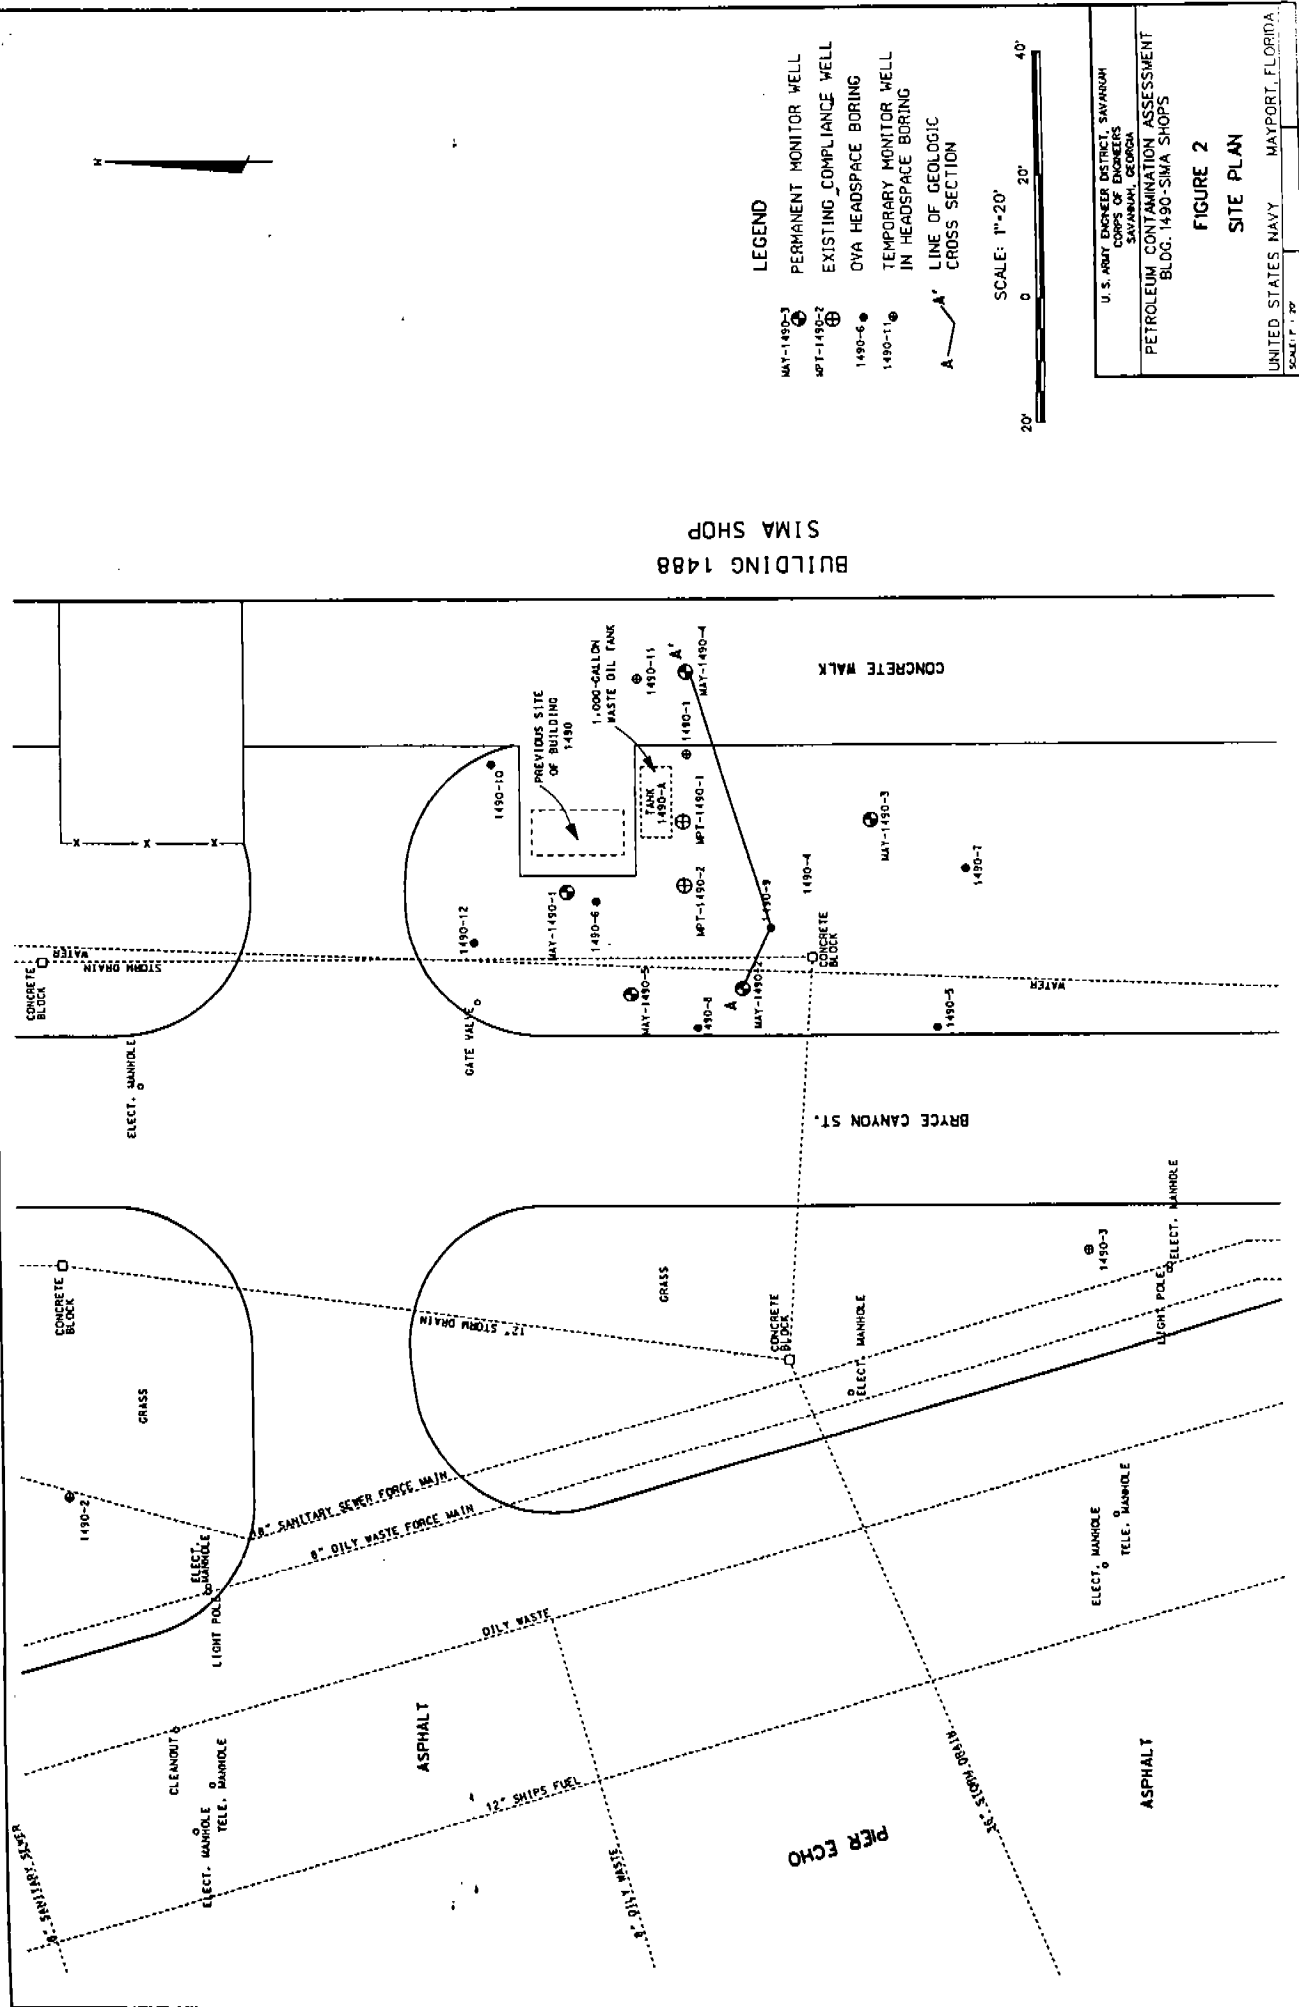 N
LEGEND
MAY-1490-3
PERMANENT MONITOR WELL
MPT-1490-2
EXISTING COMPLIANCE WELL
1490-6
OVA HEADSPACE BORING
1490-11
TEMPORARY MONITOR WELL
IN HEADSPACE BORING
A
A'
LINE OF GEOLOGIC
CROSS SECTION
SCALE: 1"=20'
20'
0
20'
40'
U. S. ARMY ENGINEER DISTRICT, SAVANNAH
CORPS OF ENGINEERS
SAVANNAH, GEORGIA
PETROLEUM CONTAMINATION ASSESSMENT
BLDG. 1490-SIMA SHOPS
FIGURE 2
SITE PLAN
UNITED STATES NAVY
MAYPORT, FLORIDA
BUILDING 1488
SIMA SHOP
CONCRETE WALK
PREVIOUS SITE
OF BUILDING
1490
1,000-GALLON
WASTE OIL TANK
TANK
1490-A
1490-11
A'
MAY-1490-4
1490-1
MPT-1490-1
MPT-1490-2
1490-10
1490-12
MAY-1490-1
1490-6
MAY-1490-5
1490-8
A
MAY-1490-2
1490-9
1490-4
MAY-1490-3
1490-7
1490-5
CONCRETE
BLOCK
WATER
WATER
STORM DRAIN
CONCRETE
BLOCK
GATE VALVE
ELECT. MANHOLE
BRYCE CANYON ST.
CONCRETE
BLOCK
12" STORM DRAIN
GRASS
GRASS
CONCRETE
BLOCK
ELECT. MANHOLE
1490-3
LIGHT POLE
ELECT. MANHOLE
1490-2
ELECT.
MANHOLE
LIGHT POLE
18" SANITARY SEWER FORCE MAIN
8" OILY WASTE FORCE MAIN
OILY WASTE
ELECT. MANHOLE
TELE. MANHOLE
CLEANOUT
ELECT. MANHOLE
TELE. MANHOLE
ASPHALT
12" SHIPS FUEL
8" SANITARY SEWER
8" OILY WASTE
PIER ECHO
36" STORM DRAIN
ASPHALT
X
X
X